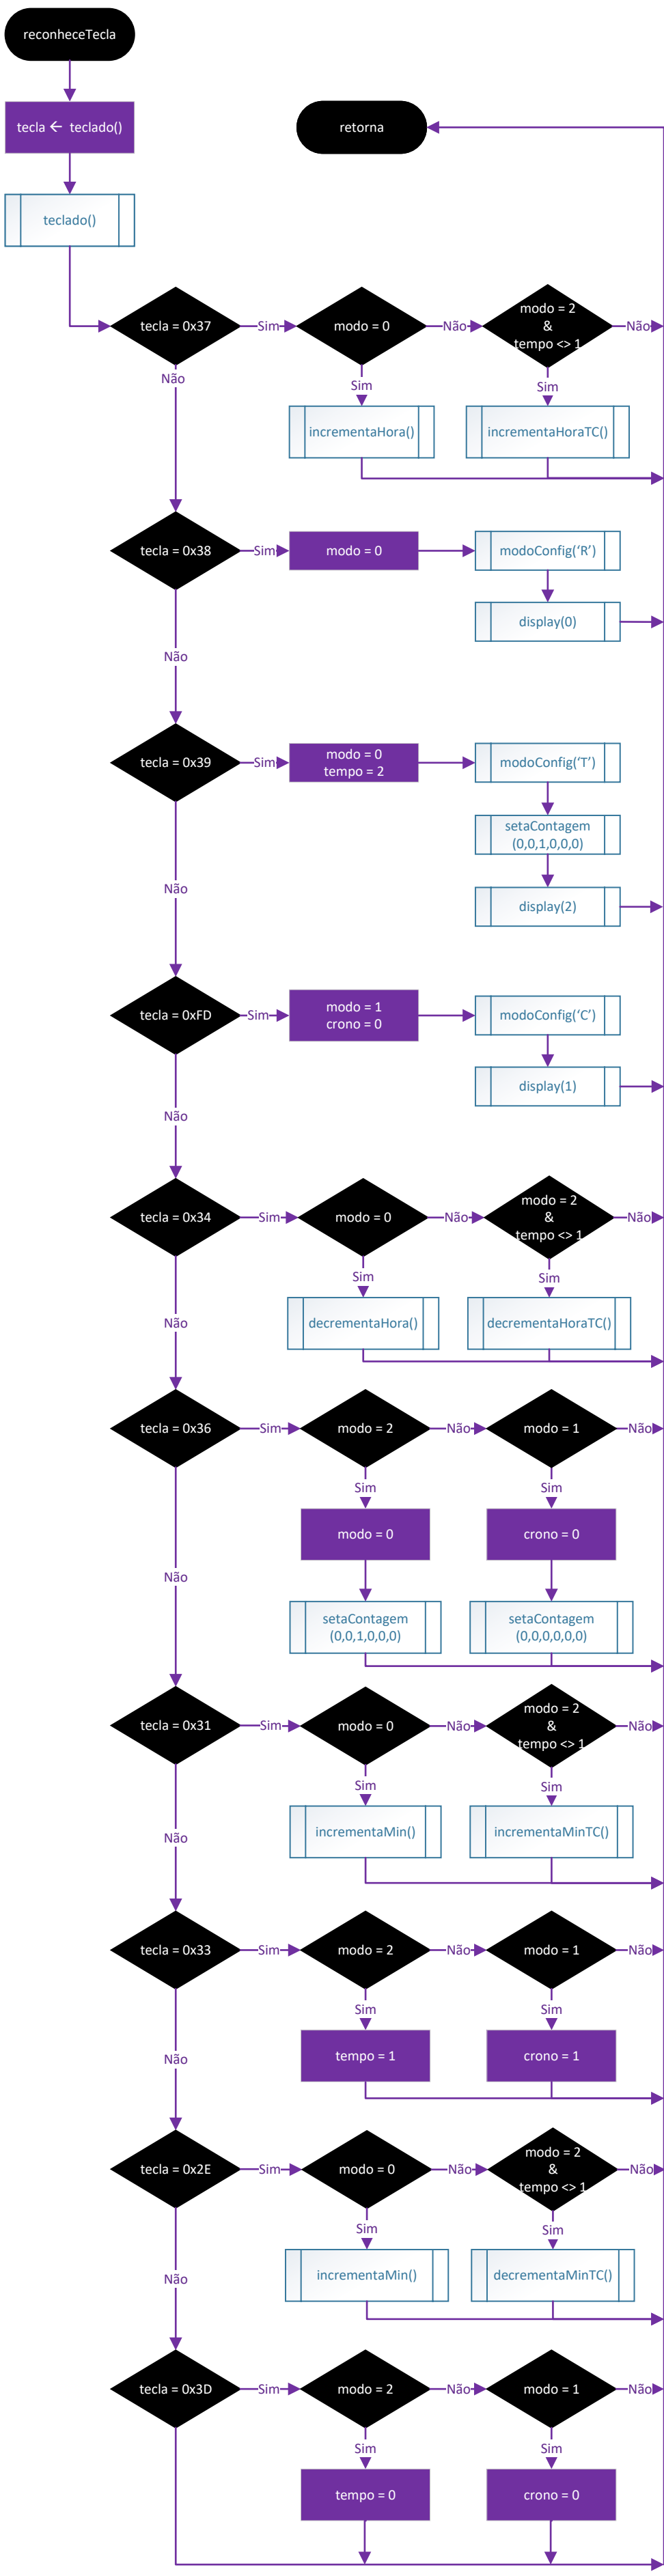 reconheceTecla
tecla ← teclado()
retorna
teclado()
tecla = 0x37
Sim
modo = 0
Não
modo = 2
&
tempo <> 1
Não
Não
Sim
Sim
incrementaHora()
incrementaHoraTC()
tecla = 0x38
Sim
modo = 0
modoConfig(‘R’)
display(0)
Não
tecla = 0x39
Sim
modo = 0
tempo = 2
modoConfig(‘T’)
setaContagem
(0,0,1,0,0,0)
Não
display(2)
tecla = 0xFD
Sim
modo = 1
crono = 0
modoConfig(‘C’)
display(1)
Não
tecla = 0x34
Sim
modo = 0
Não
modo = 2
&
tempo <> 1
Não
Sim
Sim
Não
decrementaHora()
decrementaHoraTC()
tecla = 0x36
Sim
modo = 2
Não
modo = 1
Não
Sim
Sim
modo = 0
crono = 0
Não
setaContagem
(0,0,1,0,0,0)
setaContagem
(0,0,0,0,0,0)
tecla = 0x31
Sim
modo = 0
Não
modo = 2
&
tempo <> 1
Não
Sim
Sim
Não
incrementaMin()
incrementaMinTC()
tecla = 0x33
Sim
modo = 2
Não
modo = 1
Não
Sim
Sim
Não
tempo = 1
crono = 1
tecla = 0x2E
Sim
modo = 0
Não
modo = 2
&
tempo <> 1
Não
Sim
Sim
Não
incrementaMin()
decrementaMinTC()
tecla = 0x3D
Sim
modo = 2
Não
modo = 1
Não
Sim
Sim
tempo = 0
crono = 0